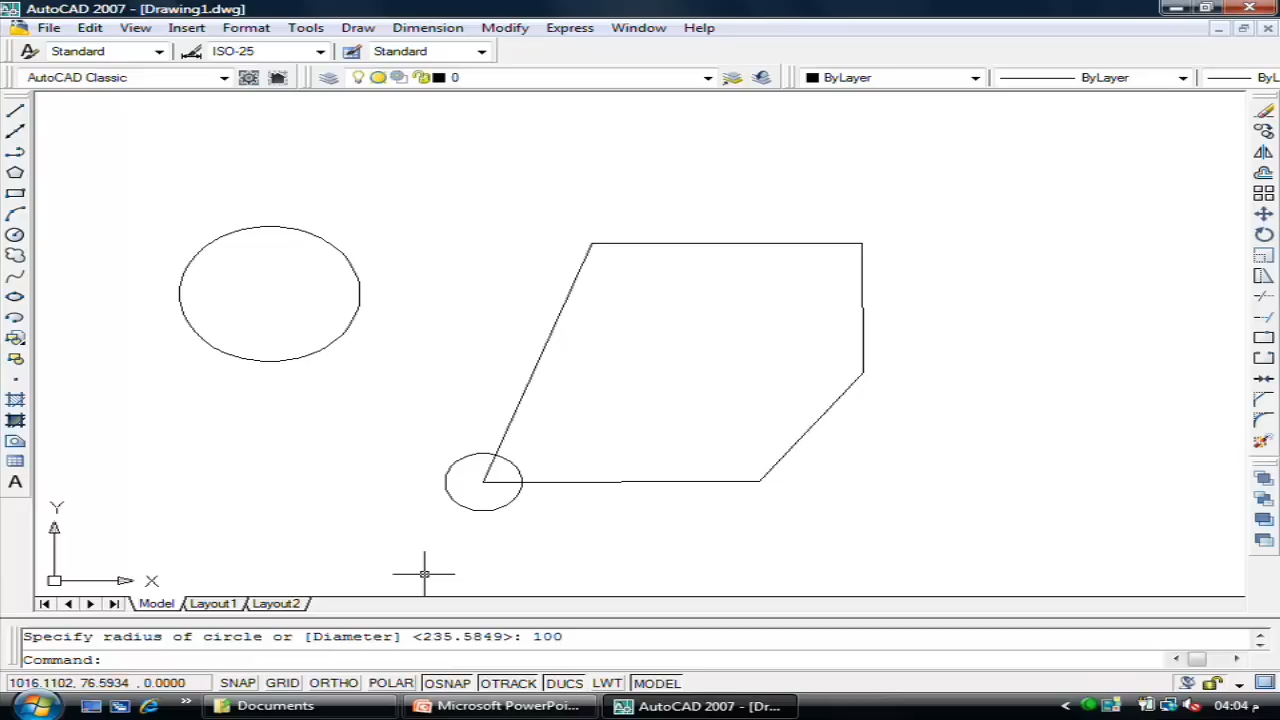 AutoCAD 2007 - [Drawing1.dwg]
File Edit View Insert Format Tools Draw Dimension Modify Express Window Help
Standard ISO-25 Standard
AutoCAD Classic 0 ByLayer ByLayer ByL
A
Y
X
Model Layout1 Layout2
Specify radius of circle or [Diameter] <235.5849>: 100
Command:
1016.1102, 76.5934 , 0.0000 SNAP GRID ORTHO POLAR OSNAP OTRACK DUCS LWT MODEL
Documents Microsoft PowerPoi... AutoCAD 2007 - [Dr... 04:04 م